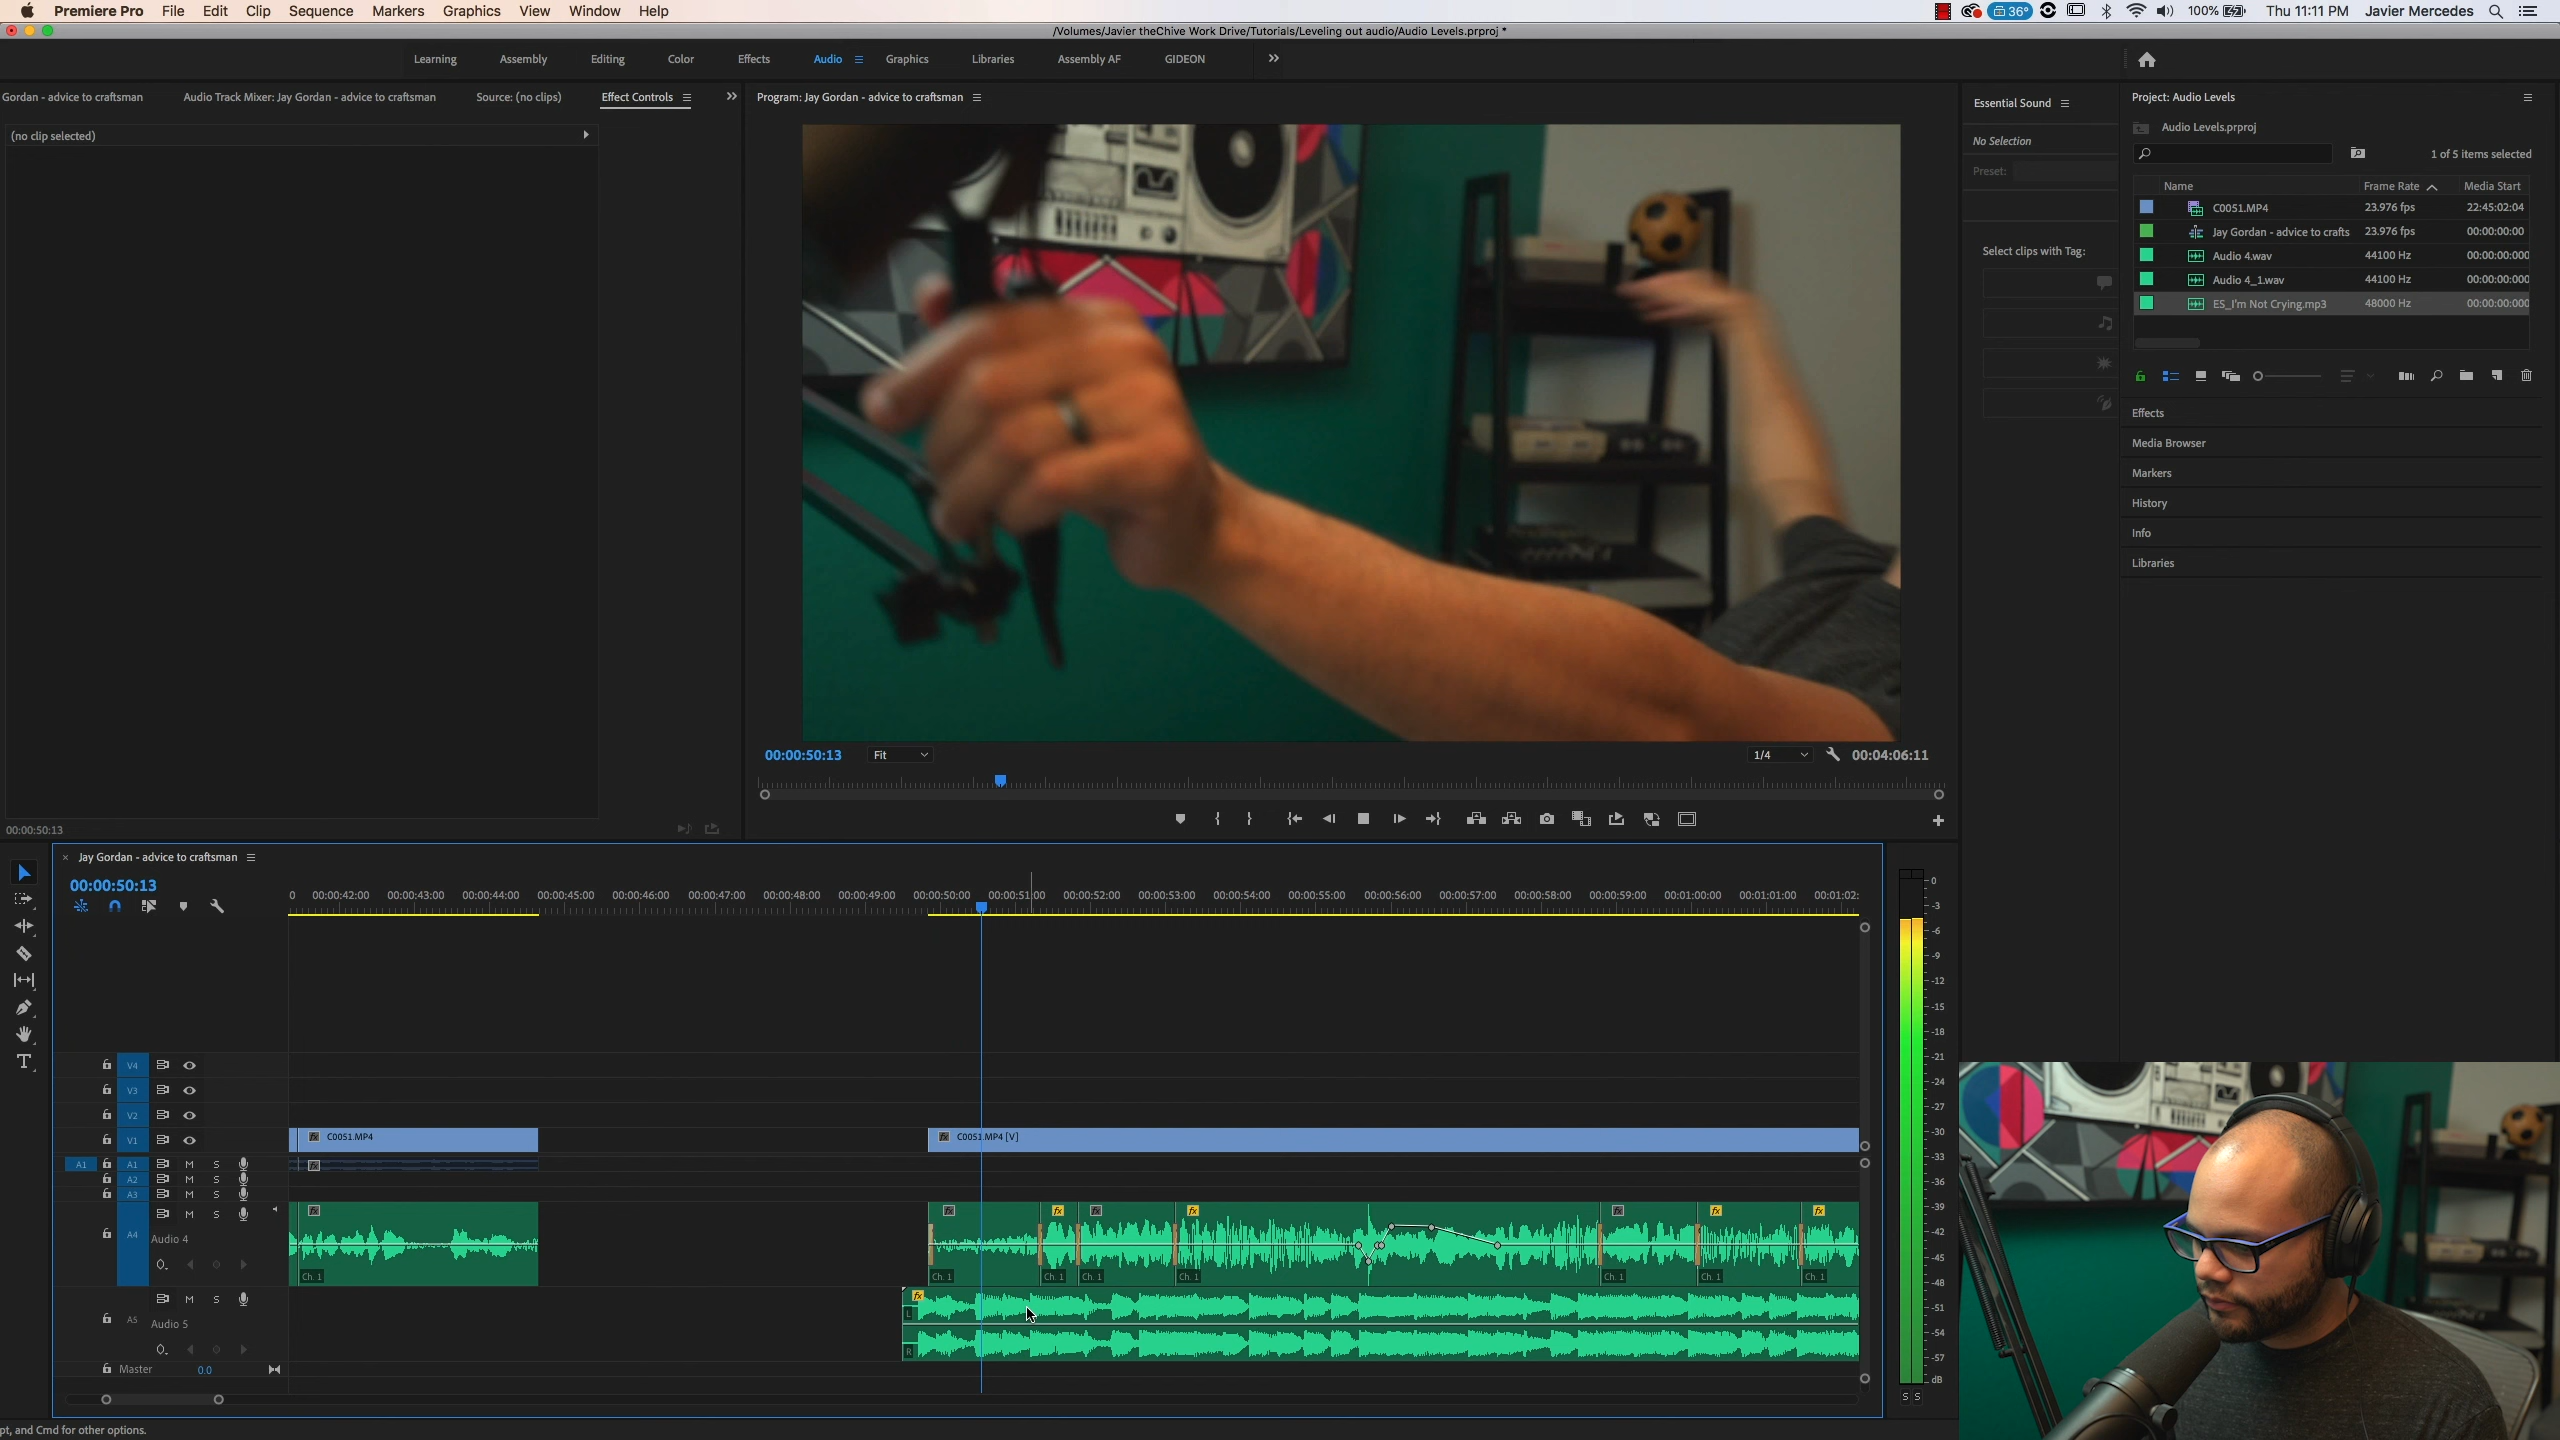 Premiere Pro File Edit Clip Sequence Markers Graphics View Window Help 36° 100% Thu 11:11 PM Javier Mercedes
/Volumes/Javier theChive Work Drive/Tutorials/Leveling out audio/Audio Levels.prproj *
Learning Assembly Editing Color Effects Audio Graphics Libraries Assembly AF GIDEON
Gordan - advice to craftsman Audio Track Mixer: Jay Gordan - advice to craftsman Source: (no clips) Effect Controls
(no clip selected)
00:00:50:13
Program: Jay Gordan - advice to craftsman
00:00:50:13 Fit 1/4 00:04:06:11
Essential Sound
No Selection
Preset:
Select clips with Tag:
Project: Audio Levels
Audio Levels.prproj
1 of 5 items selected
Name Frame Rate Media Start
C0051.MP4 23.976 fps 22:45:02:04
Jay Gordan - advice to crafts 23.976 fps 00:00:00:00
Audio 4.wav 44100 Hz 00:00:00:000
Audio 4_1.wav 44100 Hz 00:00:00:000
ES_I'm Not Crying.mp3 48000 Hz 00:00:00:000
Effects
Media Browser
Markers
History
Info
Libraries
Jay Gordan - advice to craftsman
00:00:50:13
0 00:00:42:00 00:00:43:00 00:00:44:00 00:00:45:00 00:00:46:00 00:00:47:00 00:00:48:00 00:00:49:00 00:00:50:00 00:00:51:00 00:00:52:00 00:00:53:00 00:00:54:00 00:00:55:00 00:00:56:00 00:00:57:00 00:00:58:00 00:00:59:00 00:01:00:00 00:01:01:00 00:01:02:
V4
V3
V2
V1 fx C0051.MP4 fx C0051.MP4 [V]
A1 A1 M S fx
A2 M S
A3 M S
M S fx fx fx fx fx fx fx fx
A4 Audio 4
Ch. 1 Ch. 1 Ch. 1 Ch. 1 Ch. 1 Ch. 1 Ch. 1 Ch. 1
M S fx
L
A5 Audio 5
R
Master 0.0
0
-3
-6
-9
-12
-15
-18
-21
-24
-27
-30
-33
-36
-39
-42
-45
-48
-51
-54
-57
dB
S S
pt, and Cmd for other options.